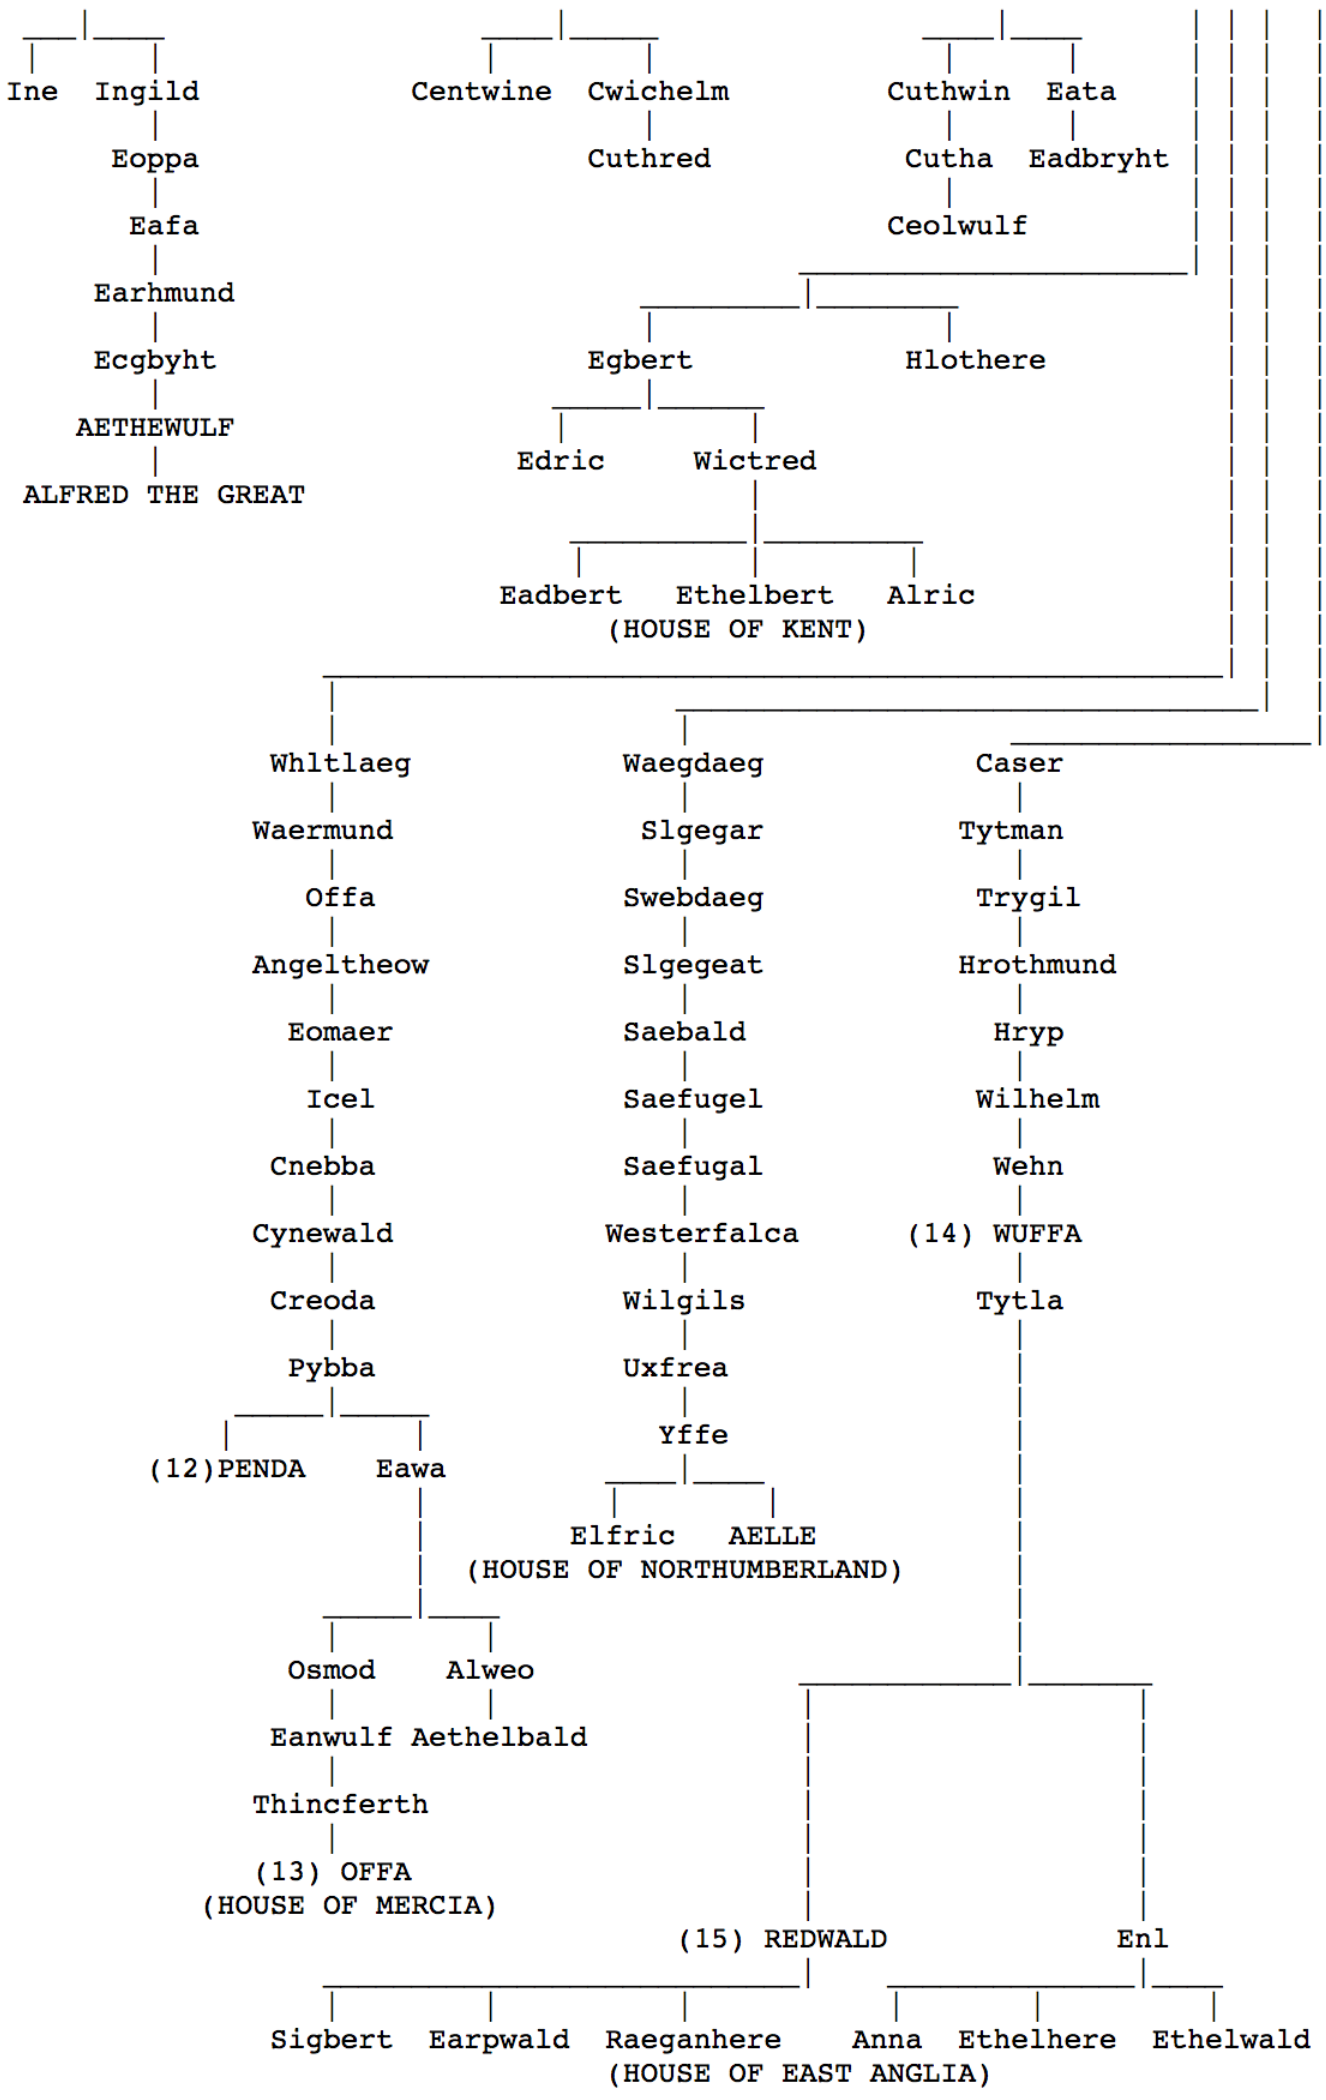 Ine Ingild Centwine Cwichelm Cuthwin Eata
Eoppa Cuthred Cutha Eadbryht
Eafa Ceolwulf
Earhmund
Ecgbyht Egbert Hlothere
AETHEWULF
Edric Wictred
ALFRED THE GREAT
Eadbert Ethelbert Alric
(HOUSE OF KENT)
Whltlaeg Waegdaeg Caser
Waermund Slgegar Tytman
Offa Swebdaeg Trygil
Angeltheow Slgegeat Hrothmund
Eomaer Saebald Hryp
Icel Saefugel Wilhelm
Cnebba Saefugal Wehn
Cynewald Westerfalca (14) WUFFA
Creoda Wilgils Tytla
Pybba Uxfrea
Yffe
(12)PENDA Eawa
Elfric AELLE
(HOUSE OF NORTHUMBERLAND)
Osmod Alweo
Eanwulf Aethelbald
Thincferth
(13) OFFA
(HOUSE OF MERCIA)
(15) REDWALD Enl
Sigbert Earpwald Raeganhere Anna Ethelhere Ethelwald
(HOUSE OF EAST ANGLIA)